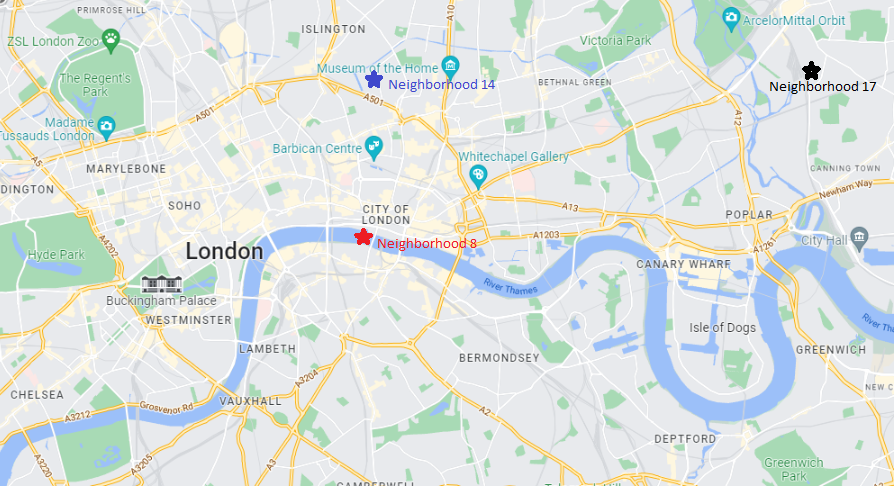 PRIMROSE HILL
ISLINGTON
A10
ArcelorMittal Orbit
ZSL London Zoo
Victoria Park
The Regent's
Park
Museum of the Home
Neighborhood 14
BETHNAL GREEN
Neighborhood 17
A501
A501
A12
Madame
Tussauds London
Barbican Centre
Whitechapel Gallery
A5
MARYLEBONE
CANNING TOWN
DINGTON
SOHO
CITY OF
LONDON
A13
Newham Way
POPLAR
A4202
Hyde Park
London
Neighborhood 8
A1203
A1261
City Hall
CANARY WHARF
River Thames
River Thames
Buckingham Palace
WESTMINSTER
Isle of Dogs
LAMBETH
BERMONDSEY
GREENWICH
A3204
CHELSEA
VAUXHALL
NEW C
A3212
Grosvenor Rd
A2
DEPTFORD
A3220
A3205
Greenwich
Park
CAMBERWELL